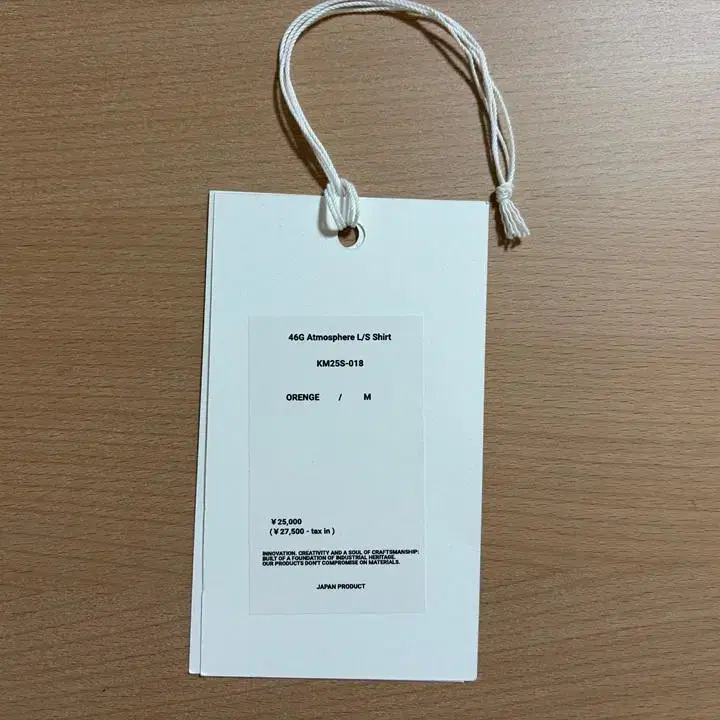 46G Atmosphere L/S Shirt
KM25S-018
ORENGE / M
¥25,000
(¥27,500 - tax in)
INNOVATION, CREATIVITY AND A SOUL OF CRAFTSMANSHIP:
BUILT OF A FOUNDATION OF INDUSTRIAL HERITAGE.
OUR PRODUCTS DON'T COMPROMISE ON MATERIALS.
JAPAN PRODUCT